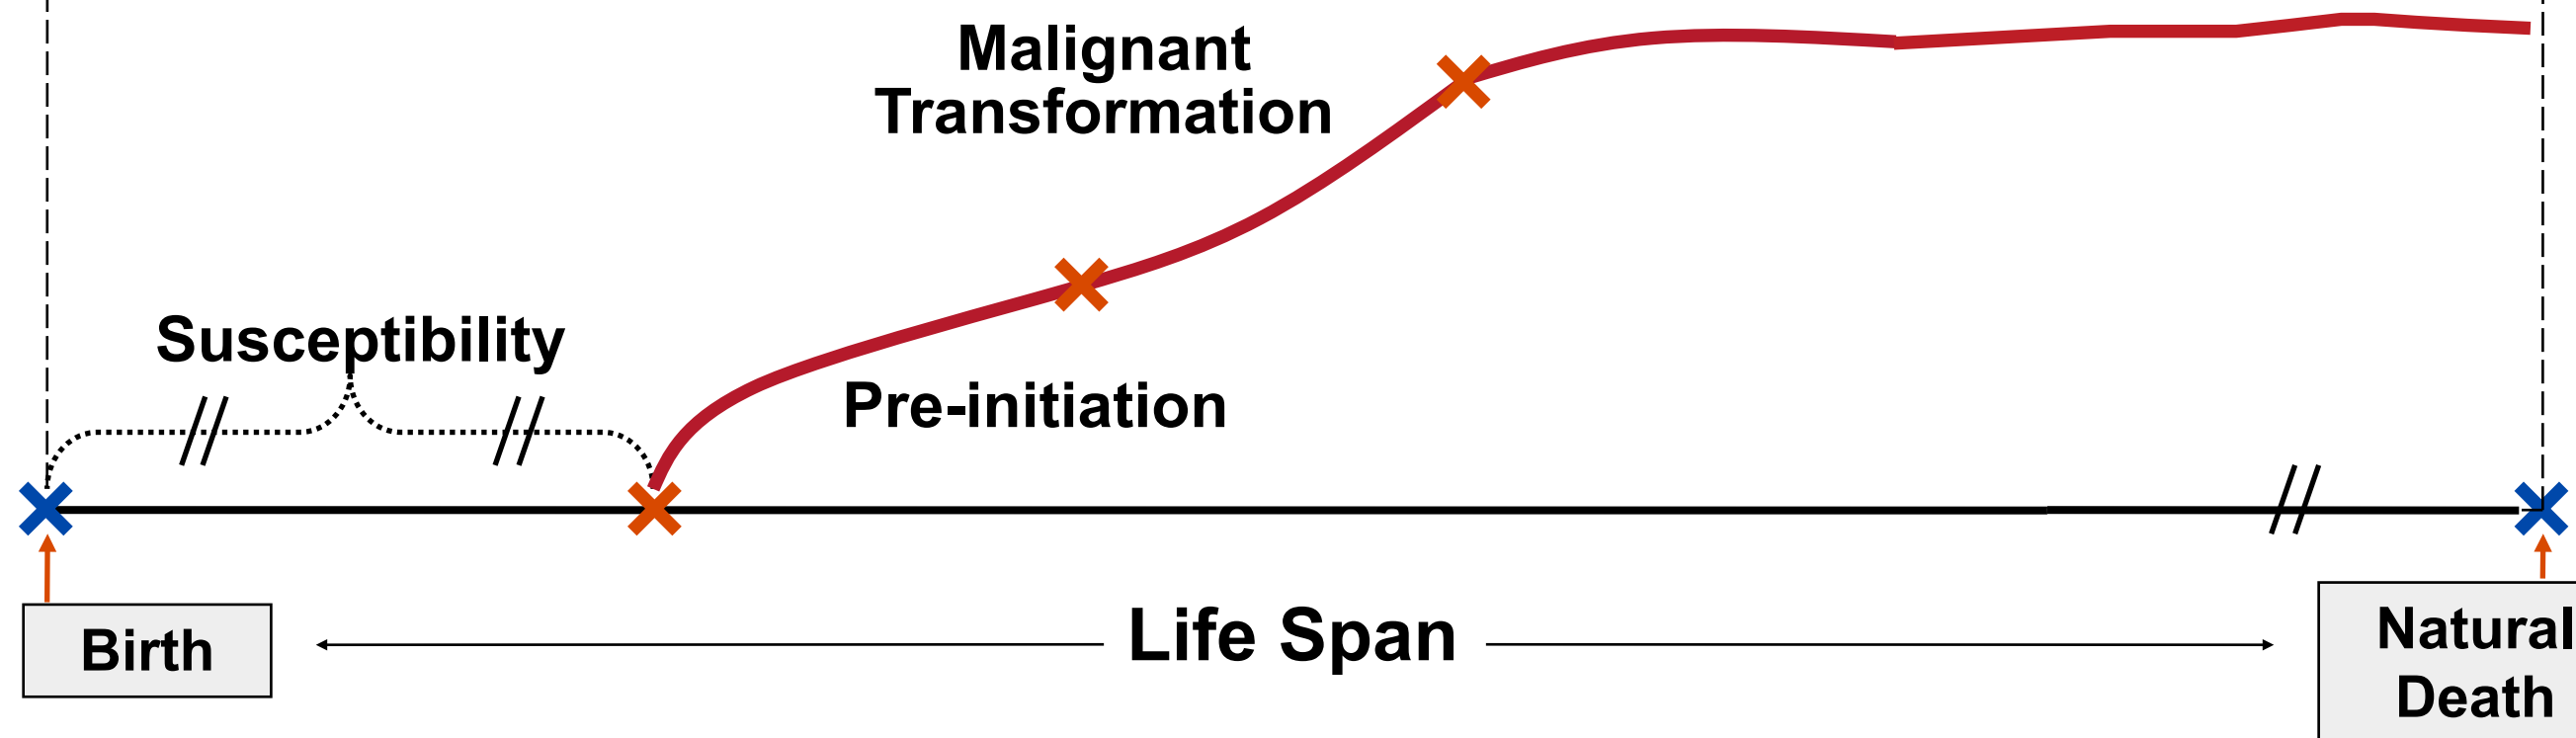 Malignant
Transformation
Susceptibility
Pre-initiation
Birth
Life Span
Natural
Death